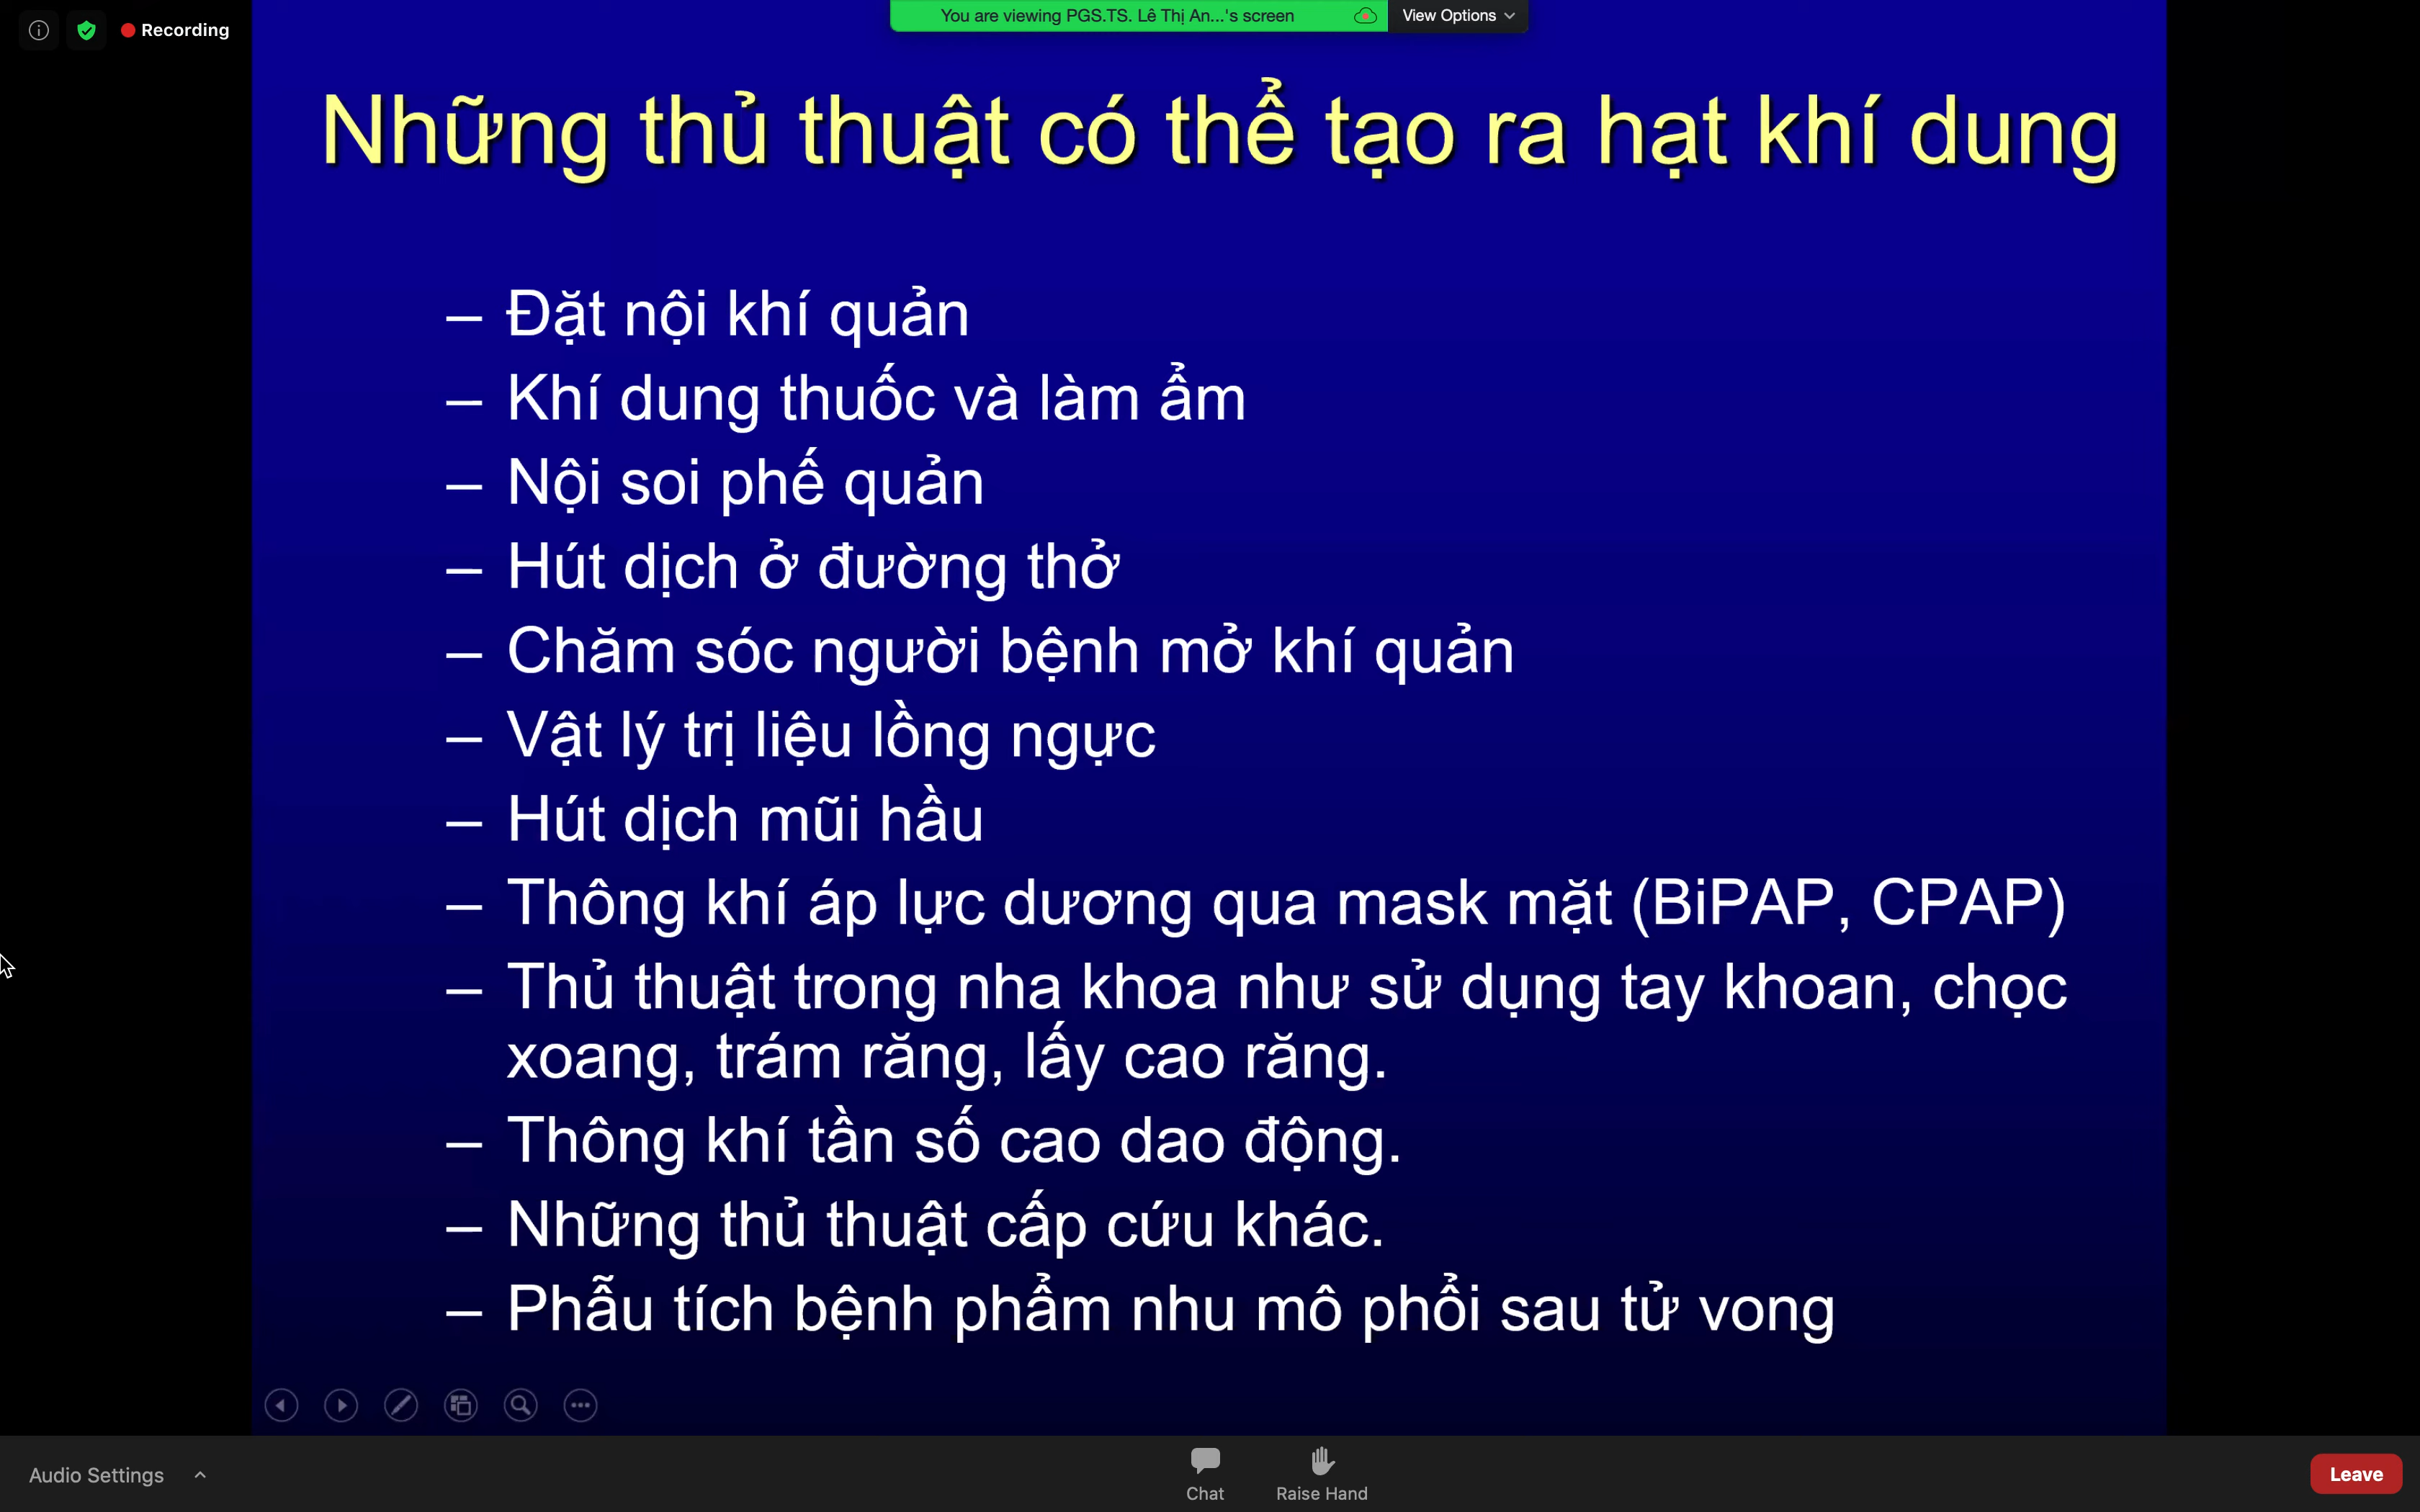 Recording
You are viewing PGS.TS. Lê Thị An...'s screen
View Options
Những thủ thuật có thể tạo ra hạt khí dung
– Đặt nội khí quản
– Khí dung thuốc và làm ẩm
– Nội soi phế quản
– Hút dịch ở đường thở
– Chăm sóc người bệnh mở khí quản
– Vật lý trị liệu lồng ngực
– Hút dịch mũi hầu
– Thông khí áp lực dương qua mask mặt (BiPAP, CPAP)
– Thủ thuật trong nha khoa như sử dụng tay khoan, chọc
xoang, trám răng, lấy cao răng.
– Thông khí tần số cao dao động.
– Những thủ thuật cấp cứu khác.
– Phẫu tích bệnh phẩm nhu mô phổi sau tử vong
Audio Settings
Chat
Raise Hand
Leave